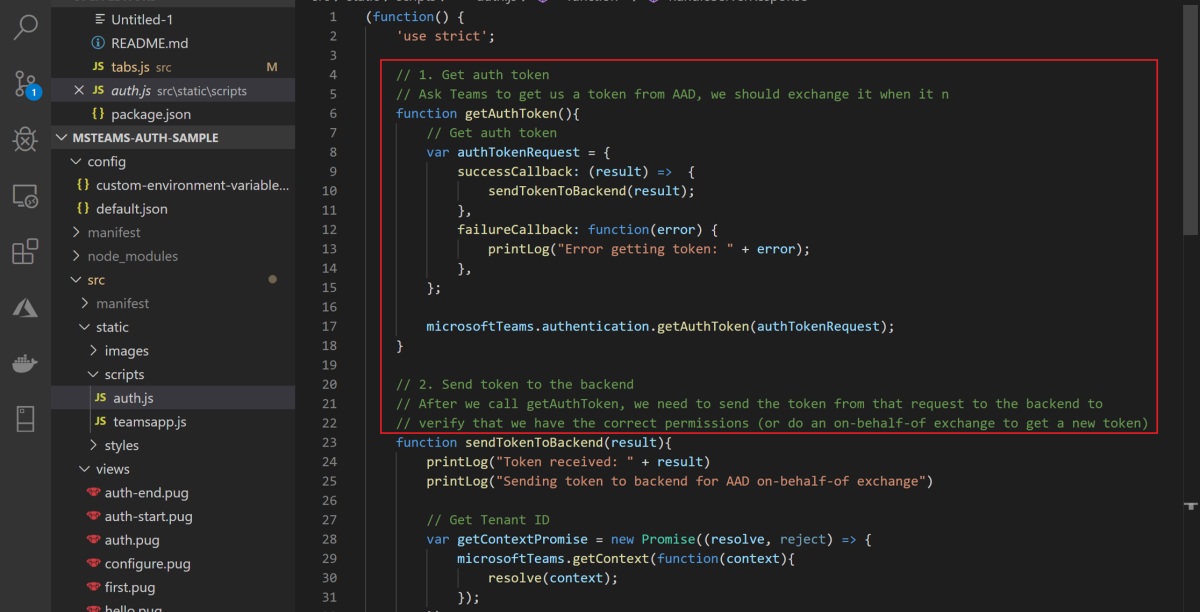 Untitled-1
README.md
JS tabs.js src M
JS auth.js src\static\scripts
{} package.json
1
MSTEAMS-AUTH-SAMPLE
config
{} custom-environment-variable...
{} default.json
manifest
node_modules
src
manifest
static
images
scripts
JS auth.js
JS teamsapp.js
styles
views
auth-end.pug
auth-start.pug
auth.pug
configure.pug
first.pug
hello.pug
1 (function() {
2 'use strict';
3
4 // 1. Get auth token
5 // Ask Teams to get us a token from AAD, we should exchange it when it n
6 function getAuthToken(){
7 // Get auth token
8 var authTokenRequest = {
9 successCallback: (result) => {
10 sendTokenToBackend(result);
11 },
12 failureCallback: function(error) {
13 printLog("Error getting token: " + error);
14 },
15 };
16
17 microsoftTeams.authentication.getAuthToken(authTokenRequest);
18 }
19
20 // 2. Send token to the backend
21 // After we call getAuthToken, we need to send the token from that request to the backend to
22 // verify that we have the correct permissions (or do an on-behalf-of exchange to get a new token)
23 function sendTokenToBackend(result){
24 printLog("Token received: " + result)
25 printLog("Sending token to backend for AAD on-behalf-of exchange")
26
27 // Get Tenant ID
28 var getContextPromise = new Promise((resolve, reject) => {
29 microsoftTeams.getContext(function(context){
30 resolve(context);
31 });